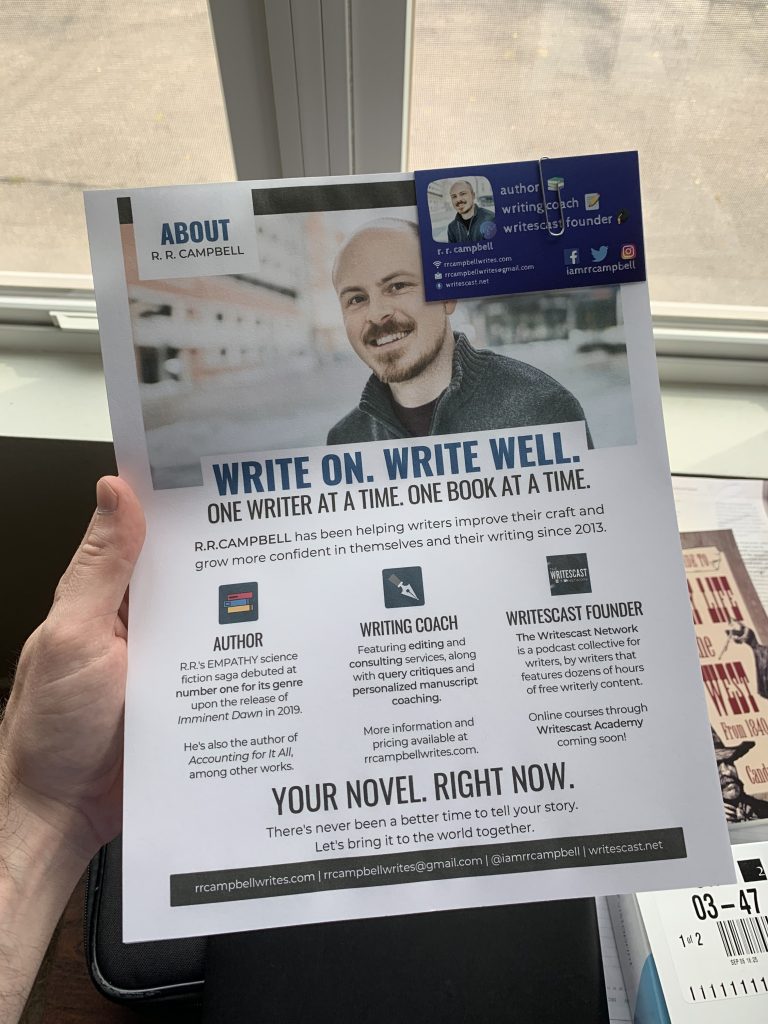 ABOUT
R. R. CAMPBELL
author
writing coach
writescast founder
r. r. campbell
rrcampbellwrites.com
rrcampbellwrites@gmail.com
writescast.net
iamrrcampbell
WRITE ON. WRITE WELL.
ONE WRITER AT A TIME. ONE BOOK AT A TIME.
R.R.CAMPBELL has been helping writers improve their craft and
grow more confident in themselves and their writing since 2013.
AUTHOR
R.R.'s EMPATHY science
fiction saga debuted at
number one for its genre
upon the release of
Imminent Dawn in 2019.
He's also the author of
Accounting for It All,
among other works.
WRITING COACH
Featuring editing and
consulting services, along
with query critiques and
personalized manuscript
coaching.
More information and
pricing available at
rrcampbellwrites.com.
WRITESCAST
WRITESCAST FOUNDER
The Writescast Network
is a podcast collective for
writers, by writers that
features dozens of hours
of free writerly content.
Online courses through
Writescast Academy
coming soon!
YOUR NOVEL. RIGHT NOW.
There's never been a better time to tell your story.
Let's bring it to the world together.
rrcampbellwrites.com | rrcampbellwrites@gmail.com | @iamrrcampbell | writescast.net
TO
LIFE
WEST
From 1840
03-47
1 of 2